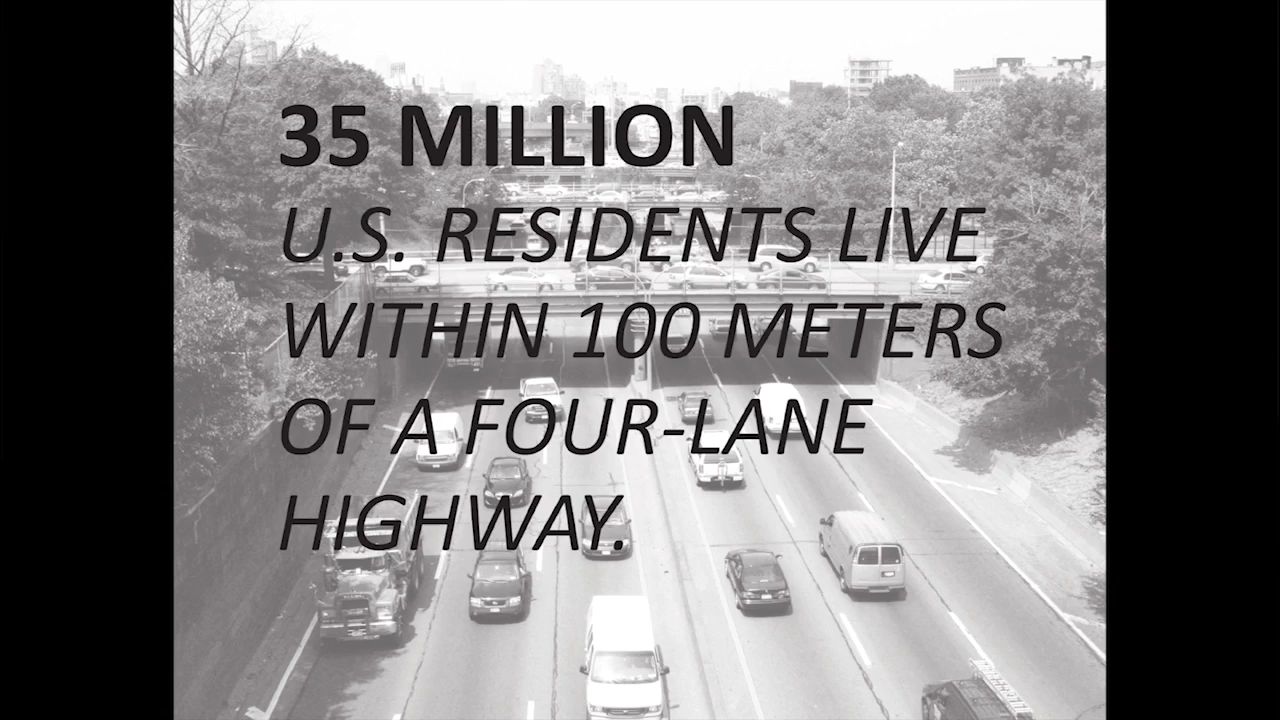 35 MILLION
U.S. RESIDENTS LIVE
WITHIN 100 METERS
OF A FOUR-LANE
HIGHWAY.